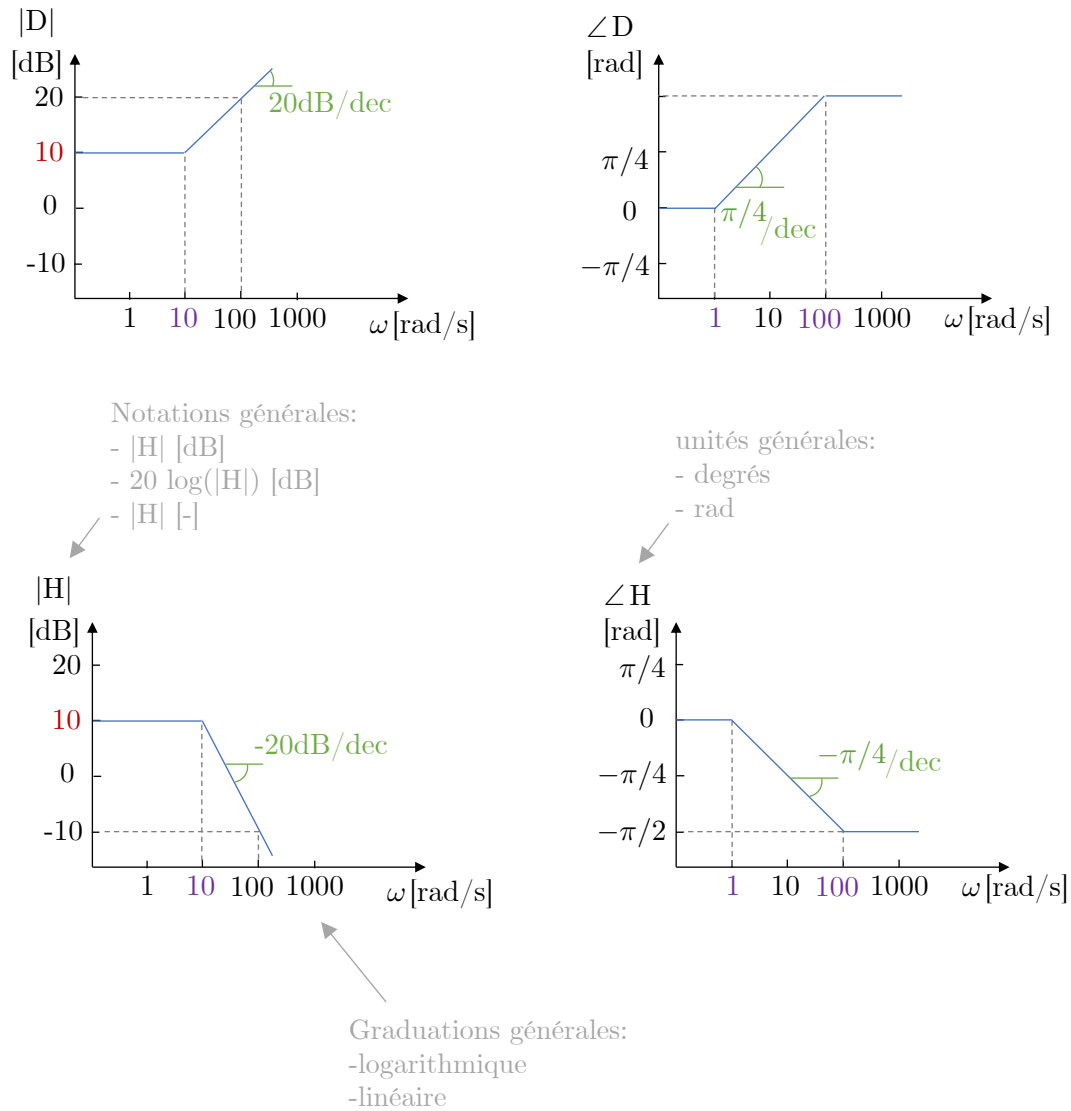 |D|
[dB]
20
10
0
-10
20dB/dec
1 10 100 1000 ω[rad/s]
∠D
[rad]
π/4
0
−π/4
π/4/dec
1 10 100 1000 ω[rad/s]
Notations générales:
- |H| [dB]
- 20 log(|H|) [dB]
- |H| [-]
unités générales:
- degrés
- rad
|H|
[dB]
20
10
0
-10
-20dB/dec
1 10 100 1000 ω[rad/s]
∠H
[rad]
π/4
0
−π/4
−π/2
−π/4/dec
1 10 100 1000 ω[rad/s]
Graduations générales:
-logarithmique
-linéaire